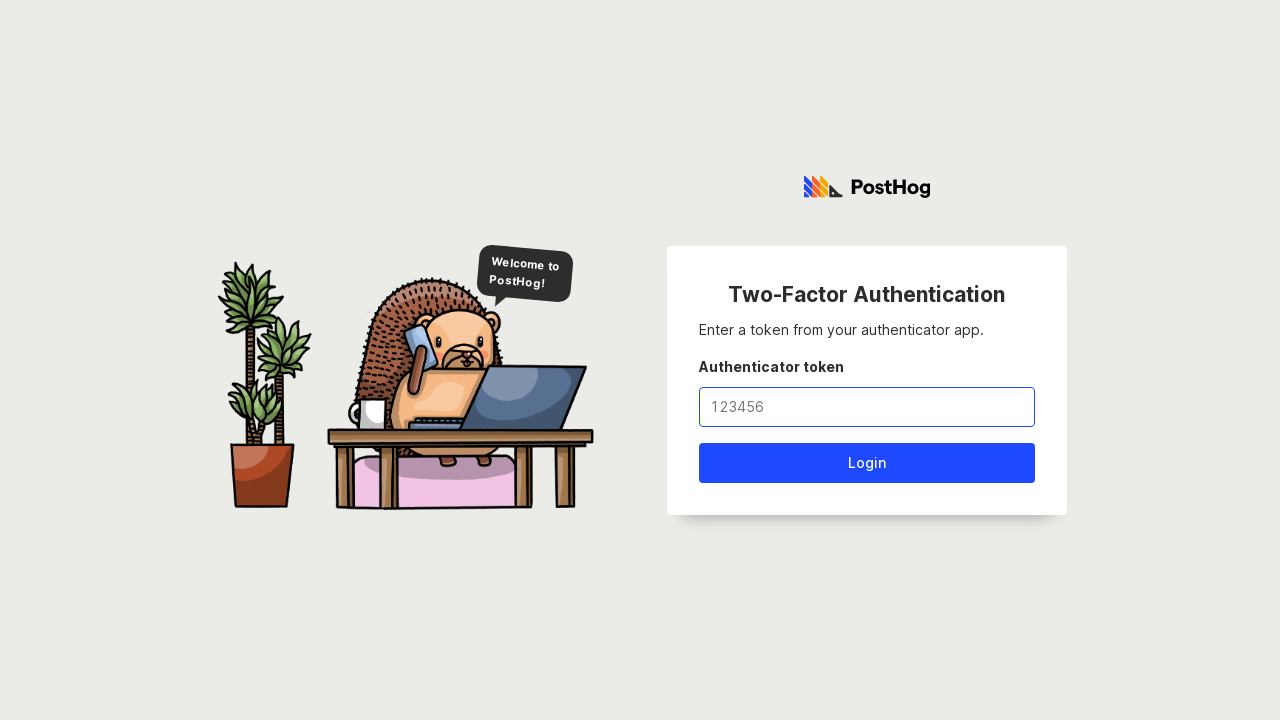 PostHog
Welcome to
PostHog!
Two-Factor Authentication
Enter a token from your authenticator app.
Authenticator token
123456
Login